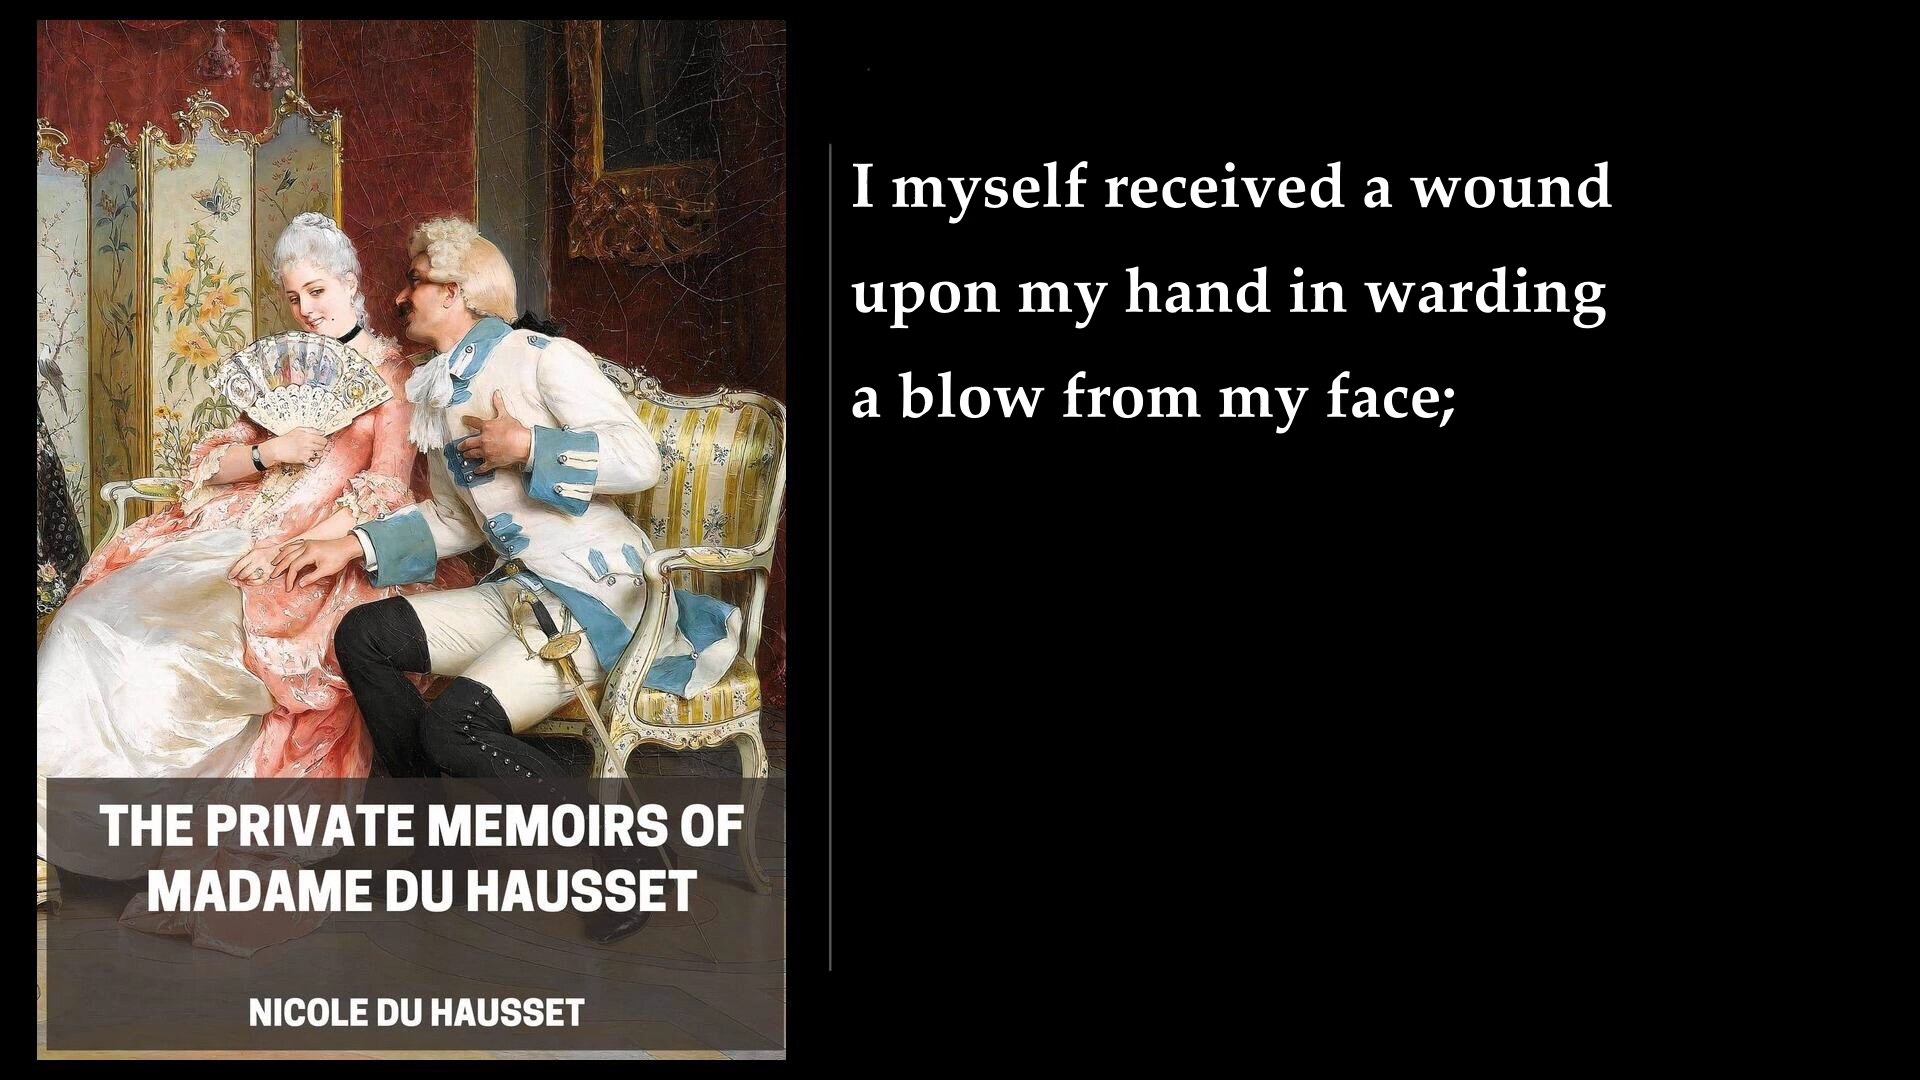 THE PRIVATE MEMOIRS OF
MADAME DU HAUSSET
NICOLE DU HAUSSET
I myself received a wound
upon my hand in warding
a blow from my face;